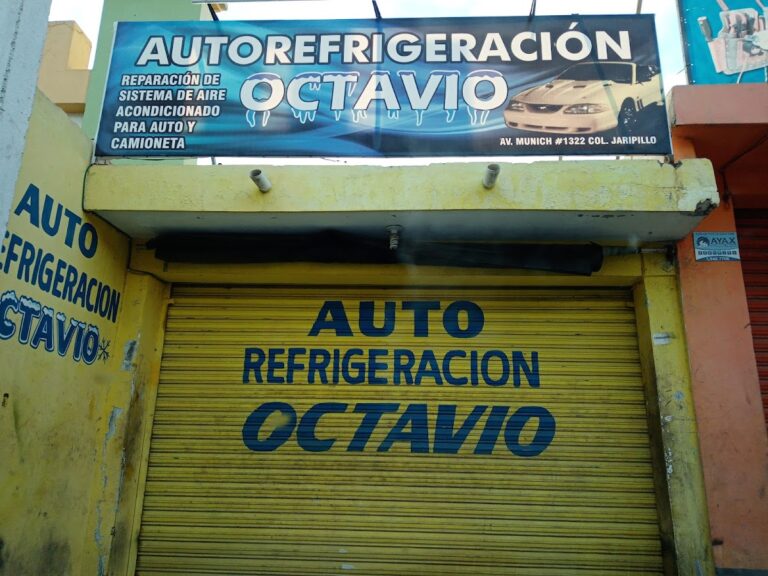 AUTOREFRIGERACIÓN
OCTAVIO
REPARACIÓN DE
SISTEMA DE AIRE
ACONDICIONADO
PARA AUTO Y
CAMIONETA
AV. MUNICH #1322 COL. JARIPILLO
AUTO
EFRIGERACION
OCTAVIO
AYAX
AUTO
REFRIGERACION
OCTAVIO